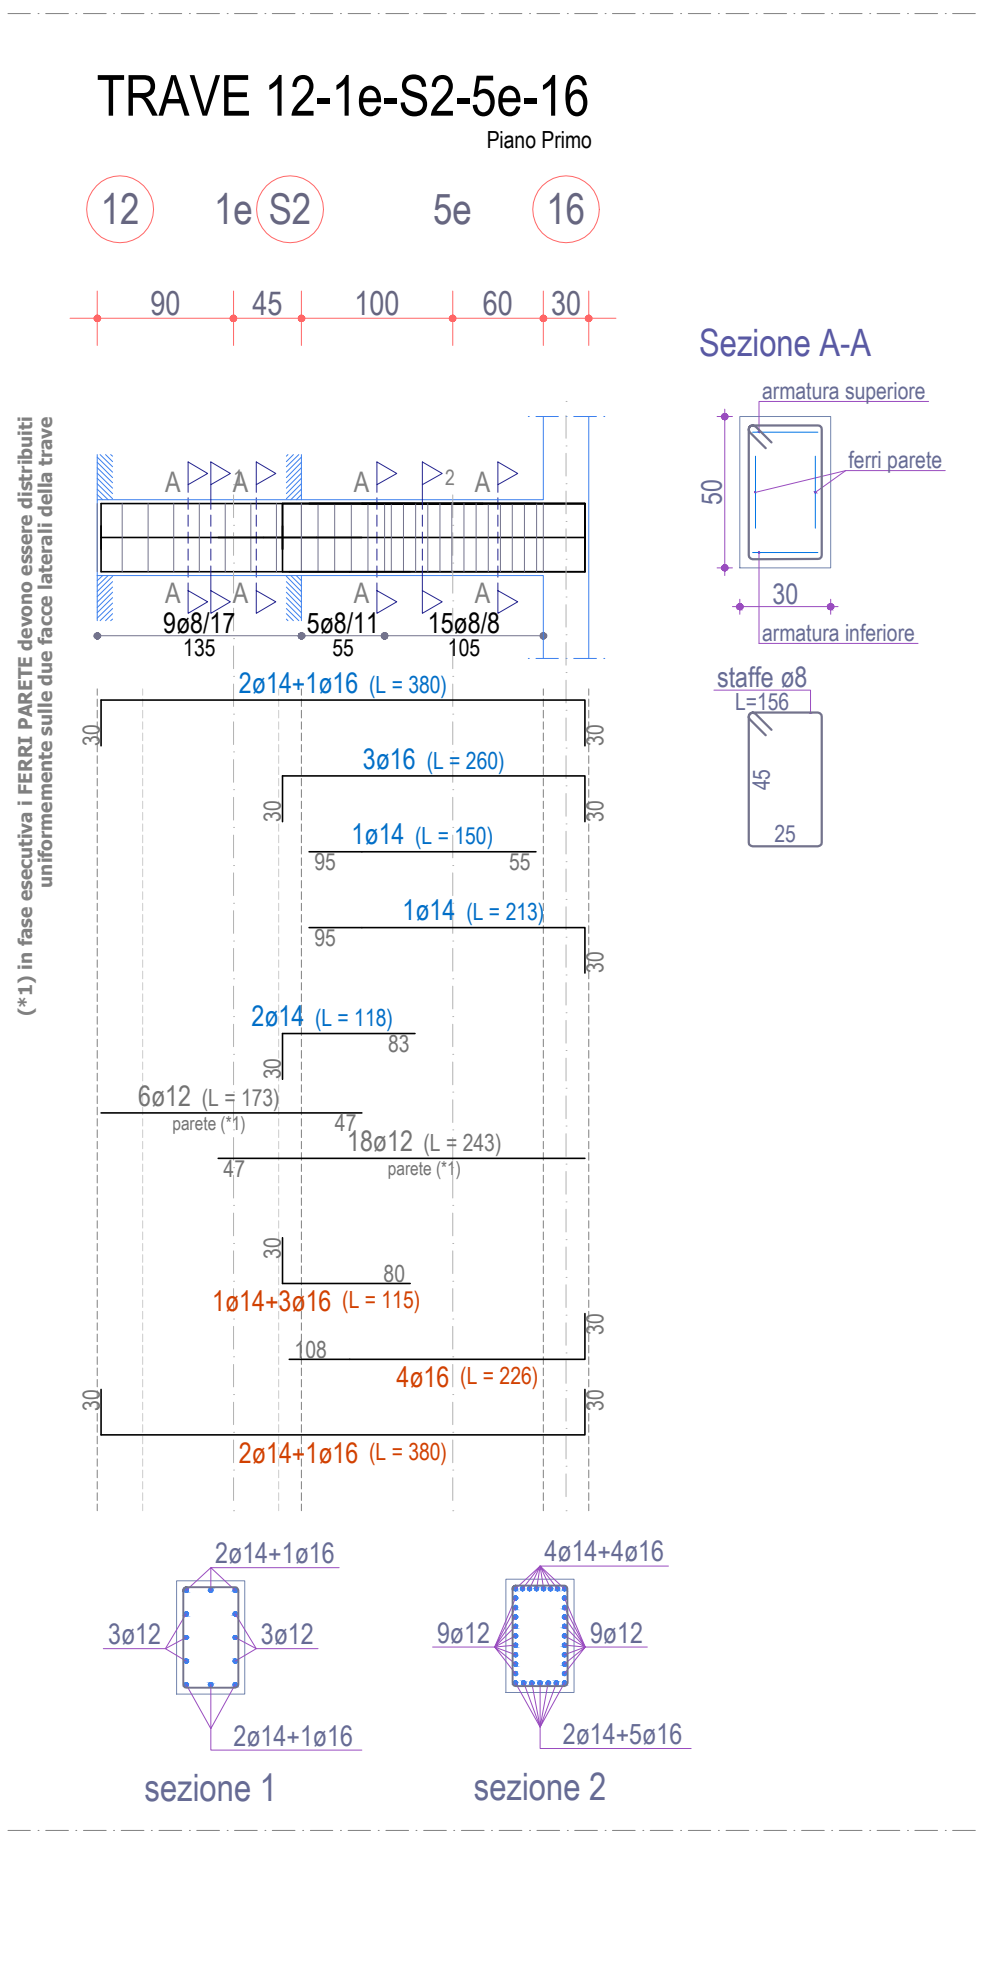 TRAVE 12-1e-S2-5e-16
Piano Primo
12 1e S2 5e 16
90 45 100 60 30
Sezione A-A
armatura superiore
ferri parete
50
30
armatura inferiore
staffe ø8
L=156
45
25
(*1) in fase esecutiva i FERRI PARETE devono essere distribuiti
uniformemente sulle due facce laterali della trave
A 1 A A 2 A
A A A A
9ø8/17 5ø8/11 15ø8/8
135 55 105
2ø14+1ø16 (L = 380)
30 30
3ø16 (L = 260)
30 30
1ø14 (L = 150)
95 55
1ø14 (L = 213)
95 30
2ø14 (L = 118)
30 83
6ø12 (L = 173)
parete (*1) 47
18ø12 (L = 243)
47 parete (*1)
30 80
1ø14+3ø16 (L = 115)
108 30
4ø16 (L = 226)
30 30
2ø14+1ø16 (L = 380)
2ø14+1ø16
3ø12 3ø12
2ø14+1ø16
sezione 1
4ø14+4ø16
9ø12 9ø12
2ø14+5ø16
sezione 2